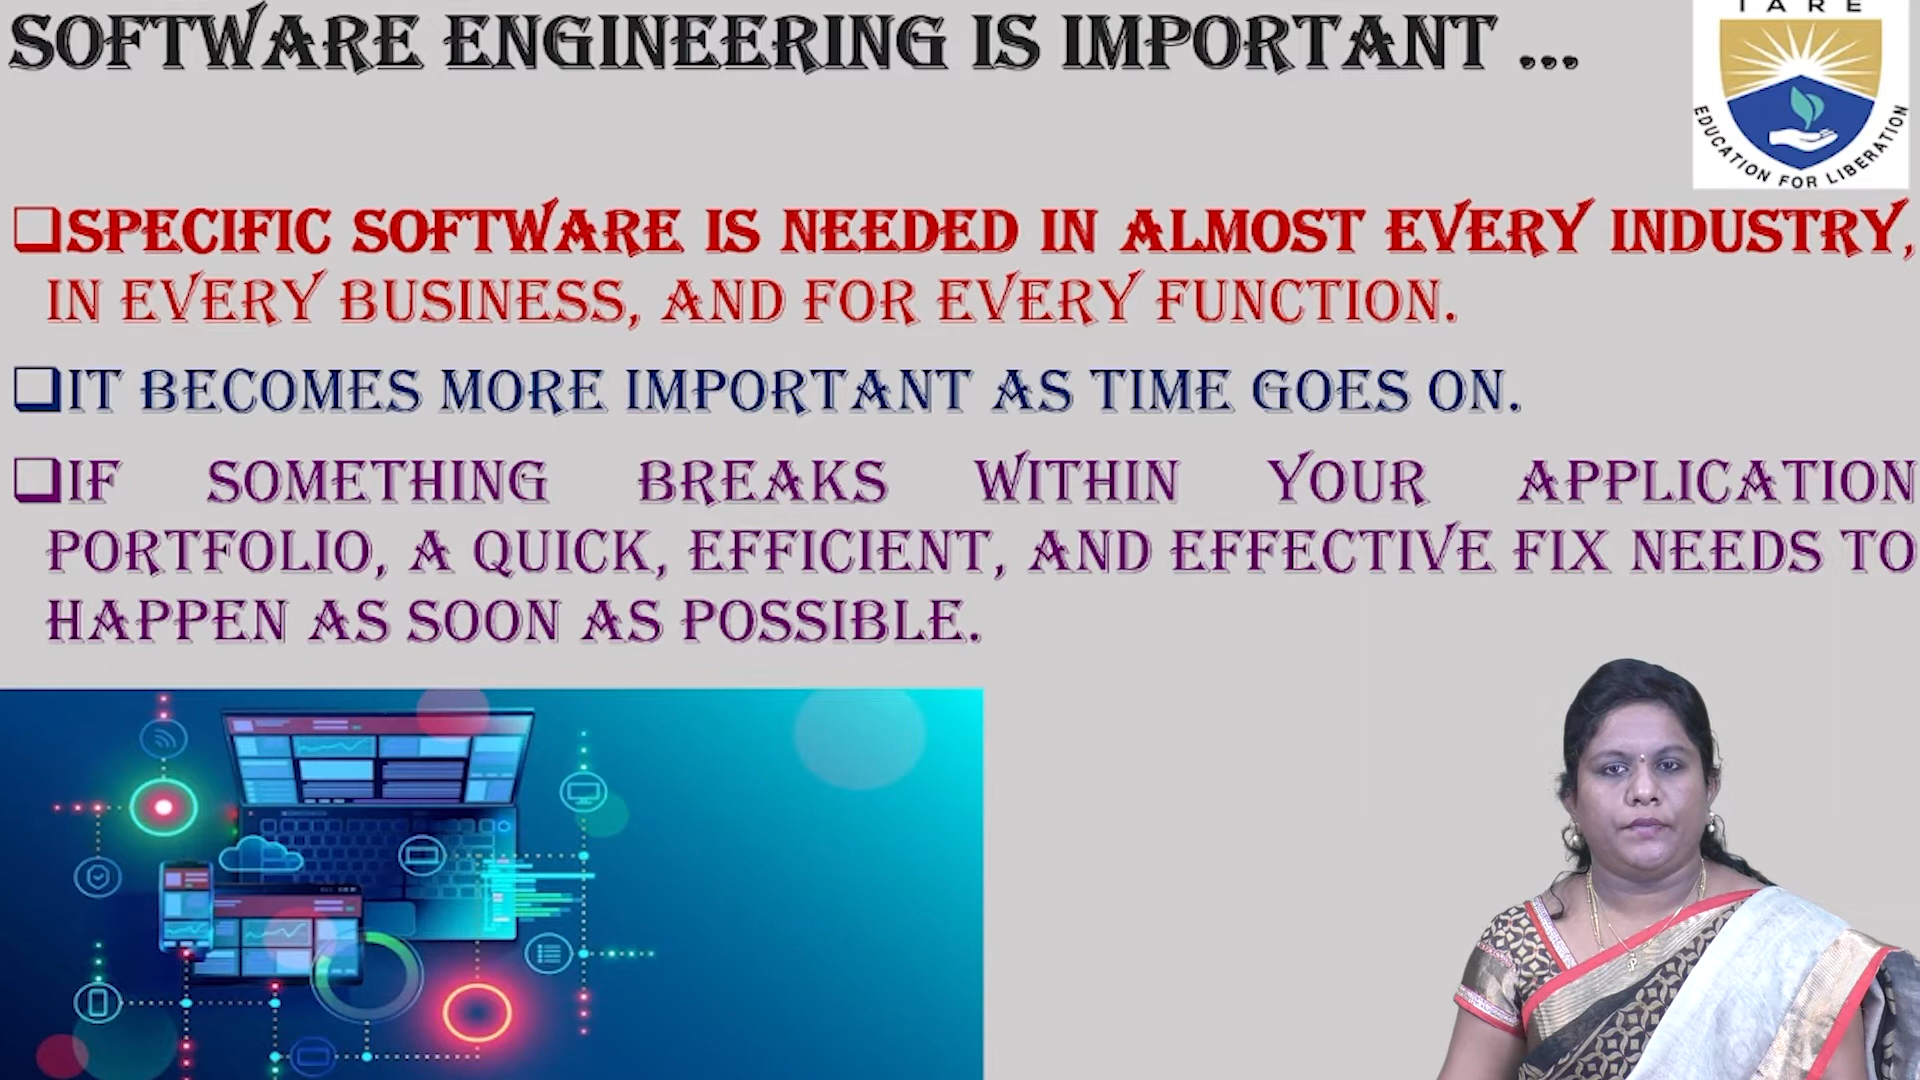 SOFTWARE ENGINEERING IS IMPORTANT ...
IARE
EDUCATION FOR LIBERATION
❑SPECIFIC SOFTWARE IS NEEDED IN ALMOST EVERY INDUSTRY,
IN EVERY BUSINESS, AND FOR EVERY FUNCTION.
❑IT BECOMES MORE IMPORTANT AS TIME GOES ON.
❑IF SOMETHING BREAKS WITHIN YOUR APPLICATION
PORTFOLIO, A QUICK, EFFICIENT, AND EFFECTIVE FIX NEEDS TO
HAPPEN AS SOON AS POSSIBLE.